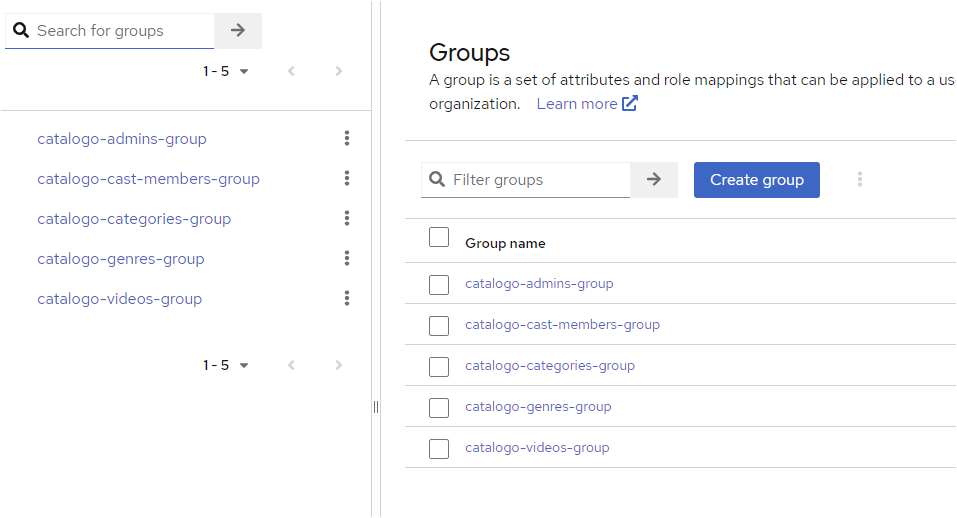 Search for groups
1 - 5
catalogo-admins-group
catalogo-cast-members-group
catalogo-categories-group
catalogo-genres-group
catalogo-videos-group
1 - 5
Groups
A group is a set of attributes and role mappings that can be applied to a us
organization. Learn more
Filter groups
Create group
Group name
catalogo-admins-group
catalogo-cast-members-group
catalogo-categories-group
catalogo-genres-group
catalogo-videos-group